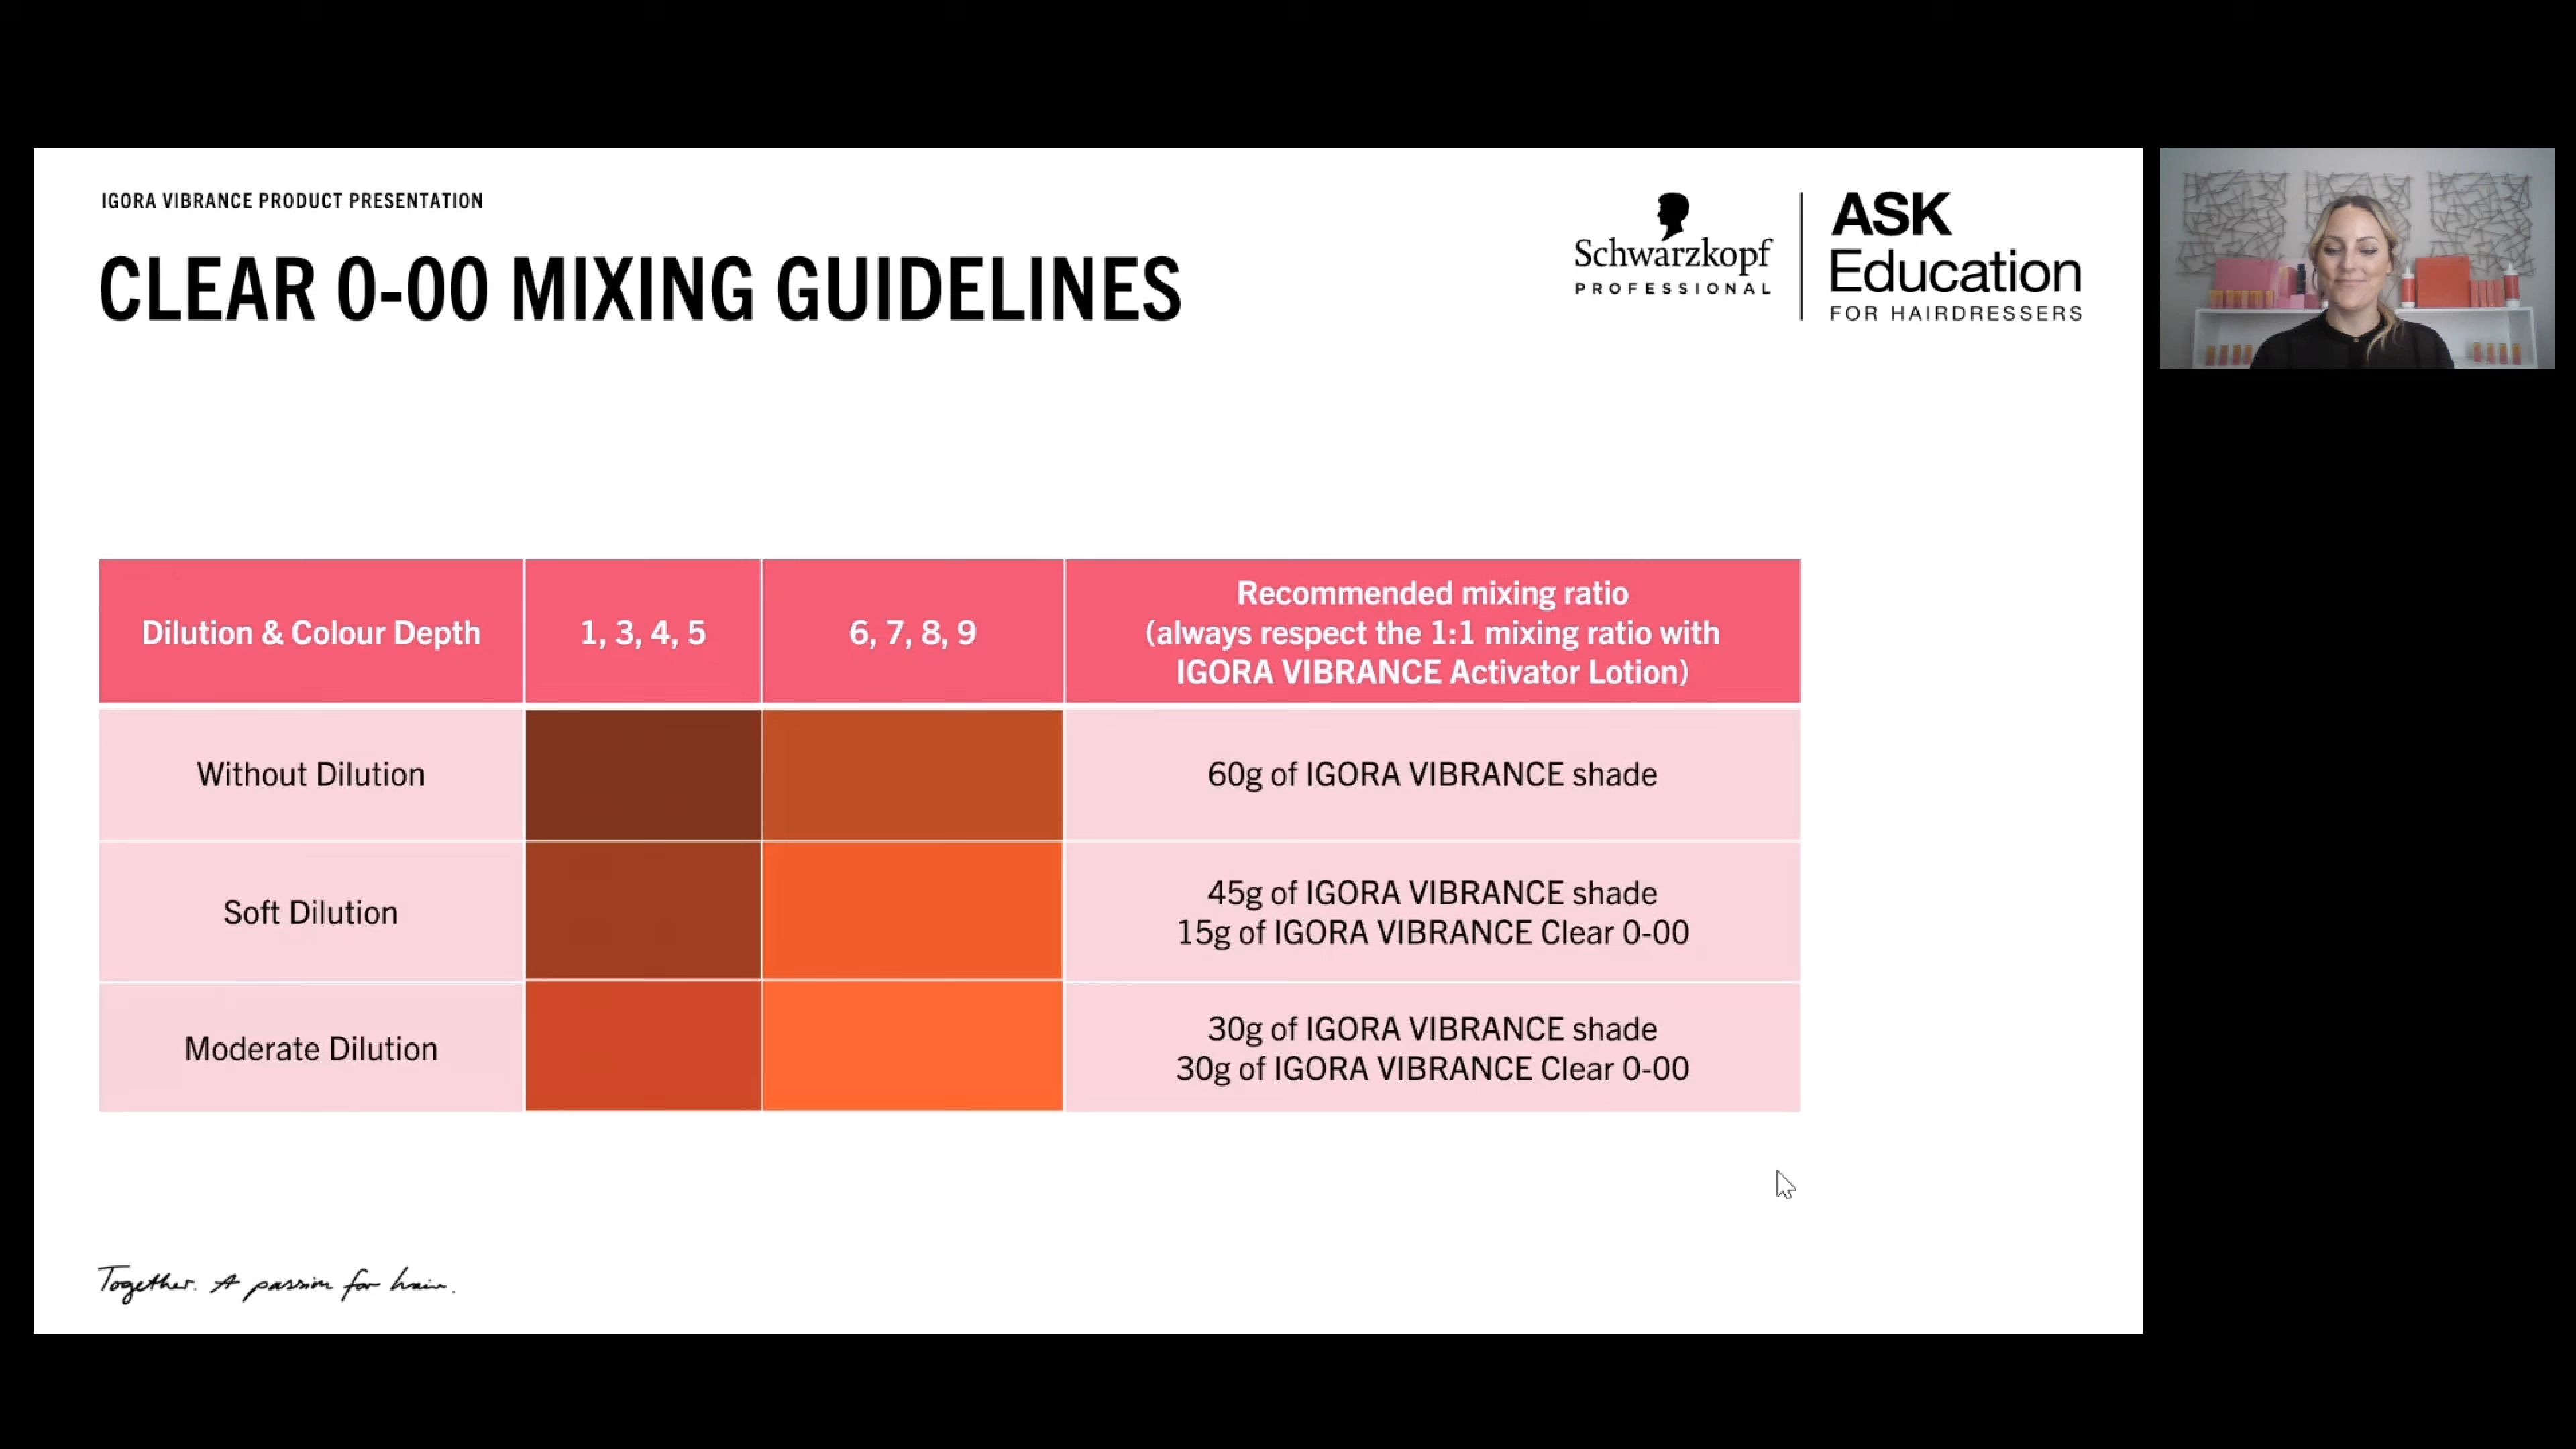 IGORA VIBRANCE PRODUCT PRESENTATION
CLEAR 0-00 MIXING GUIDELINES
Schwarzkopf
PROFESSIONAL
ASK
Education
FOR HAIRDRESSERS
Dilution & Colour Depth
1, 3, 4, 5
6, 7, 8, 9
Recommended mixing ratio
(always respect the 1:1 mixing ratio with
IGORA VIBRANCE Activator Lotion)
Without Dilution
60g of IGORA VIBRANCE shade
Soft Dilution
45g of IGORA VIBRANCE shade
15g of IGORA VIBRANCE Clear 0-00
Moderate Dilution
30g of IGORA VIBRANCE shade
30g of IGORA VIBRANCE Clear 0-00
Together. A passion for hair.